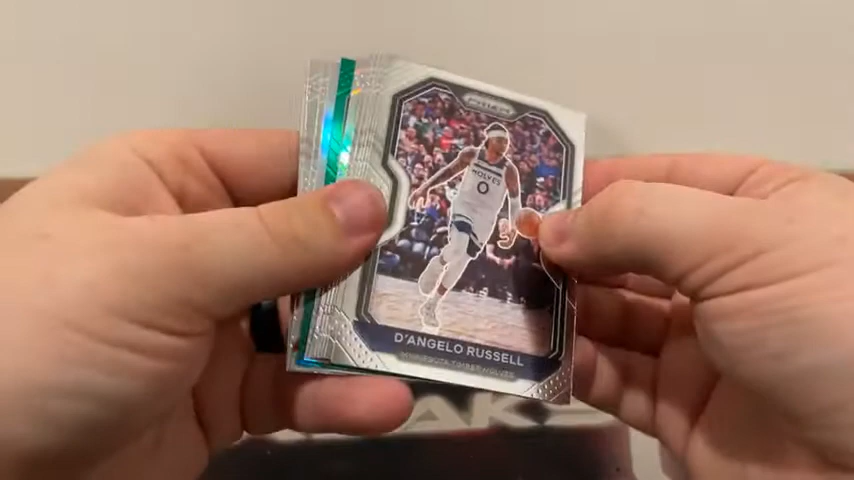 PRIZM
WOLVES
0
D'ANGELO RUSSELL
MINNESOTA TIMBERWOLVES